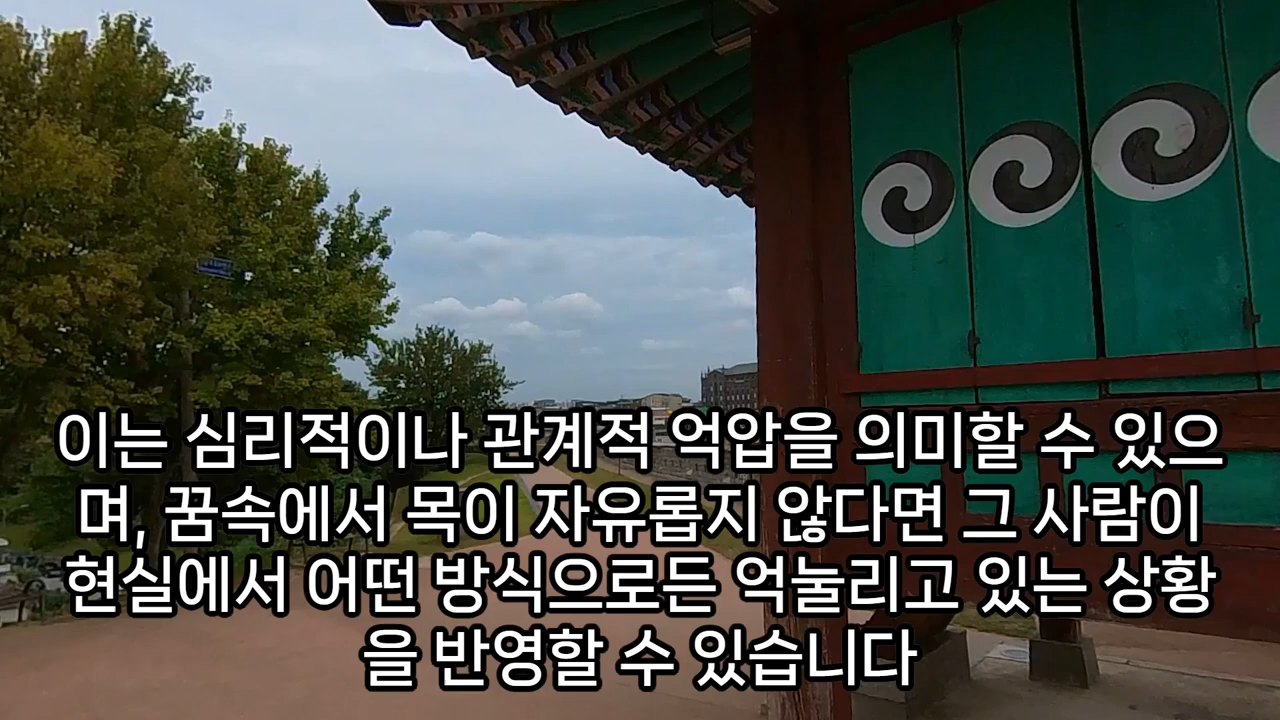 이는 심리적이나 관계적 억압을 의미할 수 있으
며, 꿈속에서 목이 자유롭지 않다면 그 사람이
현실에서 어떤 방식으로든 억눌리고 있는 상황
을 반영할 수 있습니다